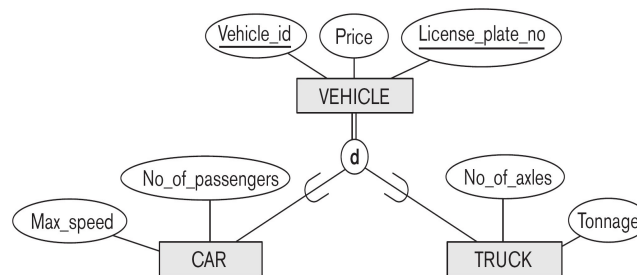 Vehicle_id
Price
License_plate_no
VEHICLE
d
No_of_passengers
No_of_axles
Max_speed
Tonnage
CAR
TRUCK